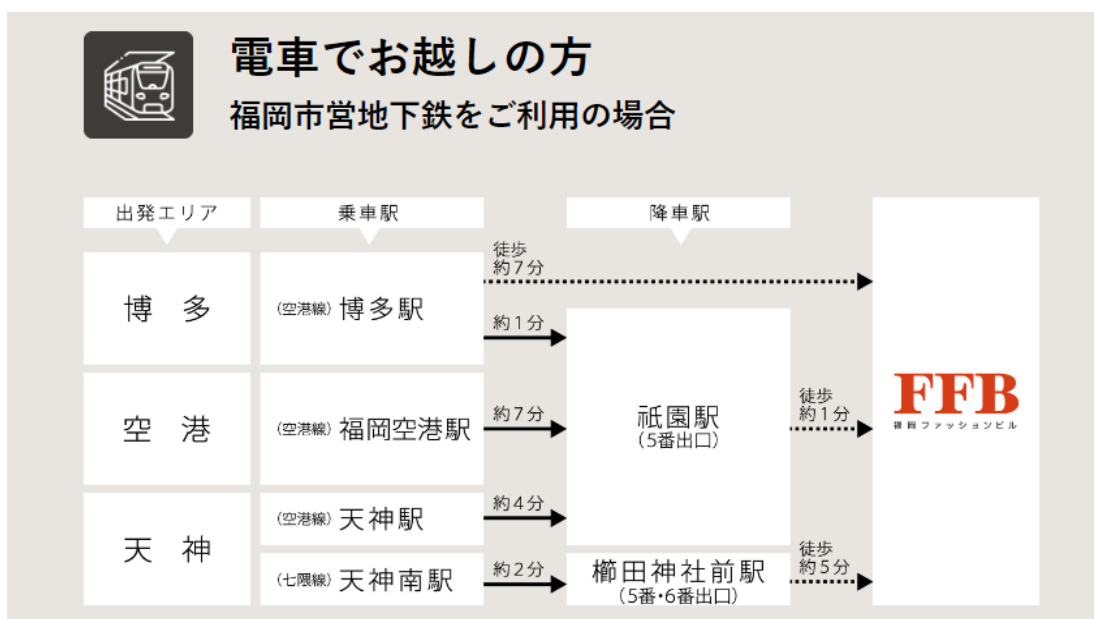 電車でお越しの方
福岡市営地下鉄をご利用の場合
出発エリア
乗車駅
降車駅
博多
(空港線) 博多駅
徒歩
約7分
約1分
空港
(空港線) 福岡空港駅
約7分
祇園駅
(5番出口)
徒歩
約1分
FFB
福岡ファッションビル
天神
(空港線) 天神駅
約4分
(七隈線) 天神南駅
約2分
櫛田神社前駅
(5番・6番出口)
徒歩
約5分